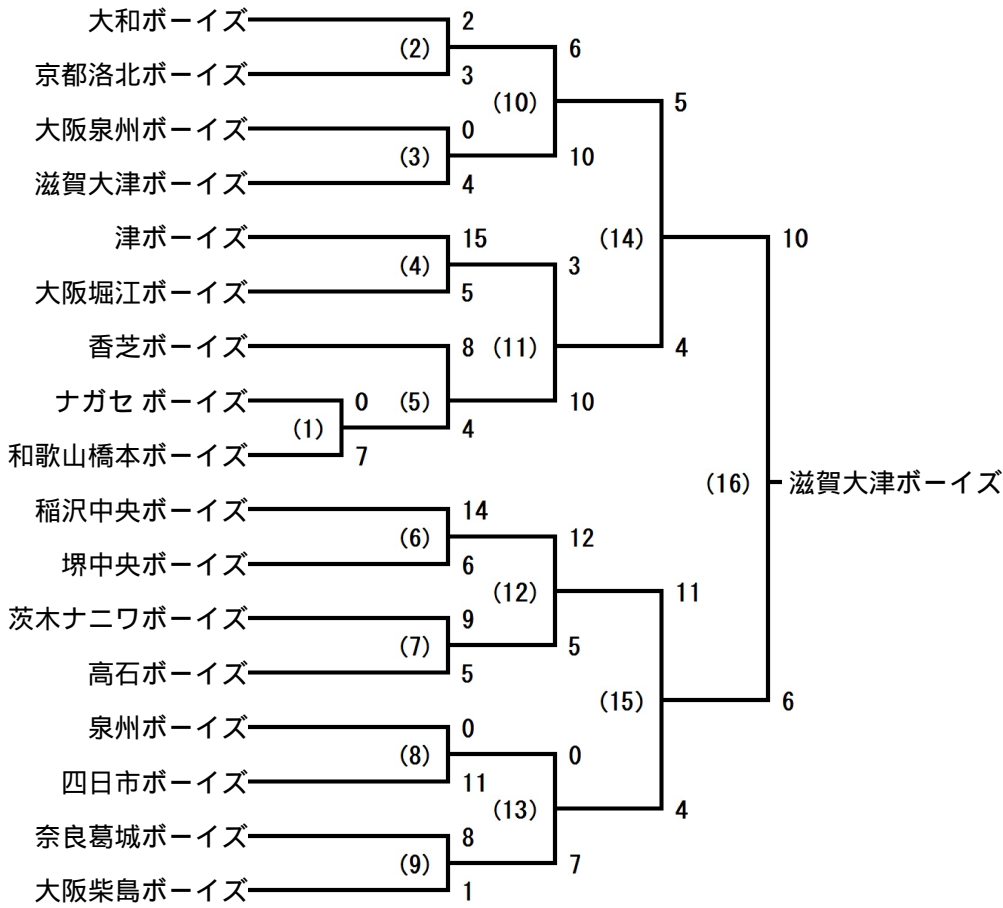 大和ボーイズ 2
(2) 6
京都洛北ボーイズ 3
(10) 5
大阪泉州ボーイズ 0
(3) 10
滋賀大津ボーイズ 4
津ボーイズ 15 (14) 10
(4) 3
大阪堀江ボーイズ 5
香芝ボーイズ 8 (11) 4
ナガセ ボーイズ 0 (5) 10
(1) 4
和歌山橋本ボーイズ 7
(16) 滋賀大津ボーイズ
稲沢中央ボーイズ 14
(6) 12
堺中央ボーイズ 6
(12) 11
茨木ナニワボーイズ 9
(7) 5
高石ボーイズ 5
(15) 6
泉州ボーイズ 0
(8) 0
四日市ボーイズ 11
(13) 4
奈良葛城ボーイズ 8
(9) 7
大阪柴島ボーイズ 1